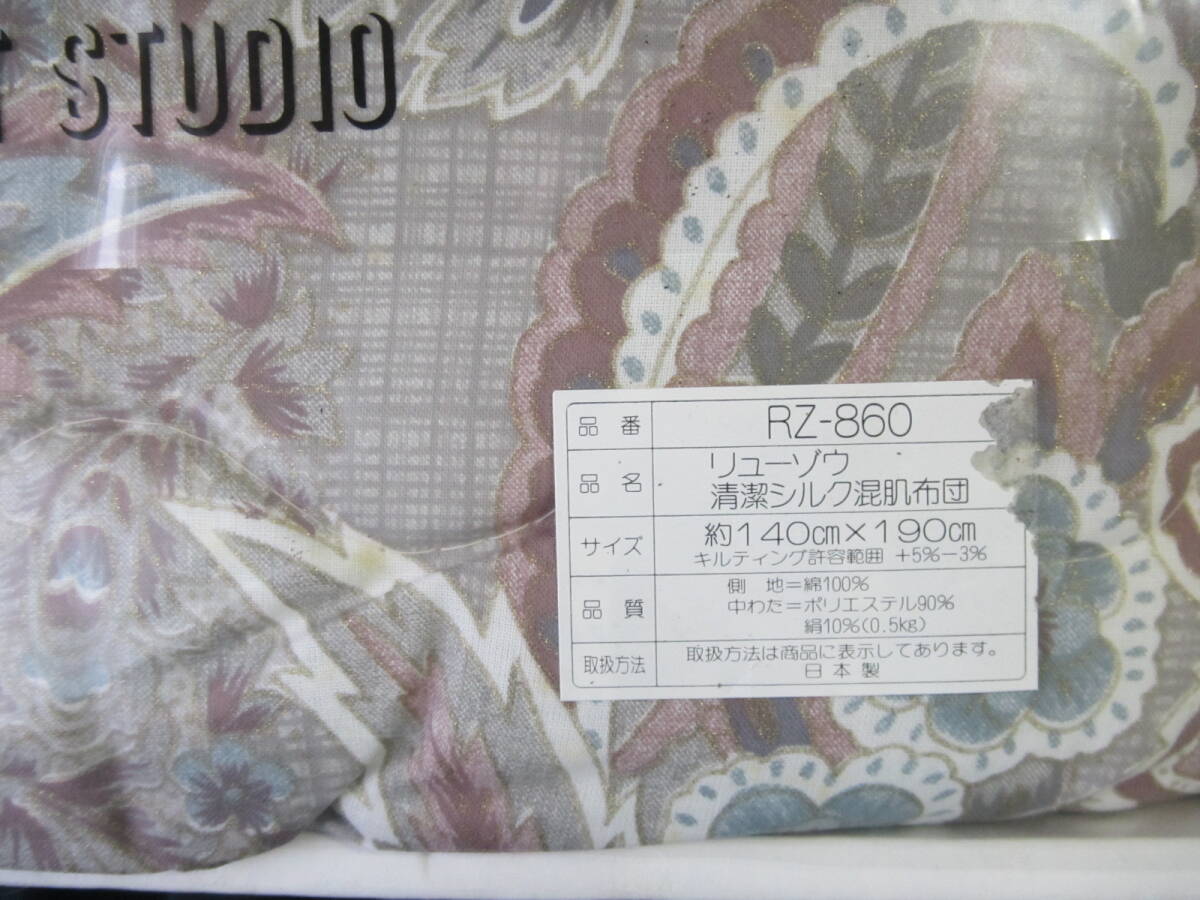 STUDIO
品番 RZ-860
品名 リューゾウ
清潔シルク混肌布団
サイズ 約140cm×190cm
キルティング許容範囲 +5%-3%
品質 側 地=綿100%
中わた=ポリエステル90%
絹10%(0.5kg)
取扱方法 取扱方法は商品に表示してあります。
日本製